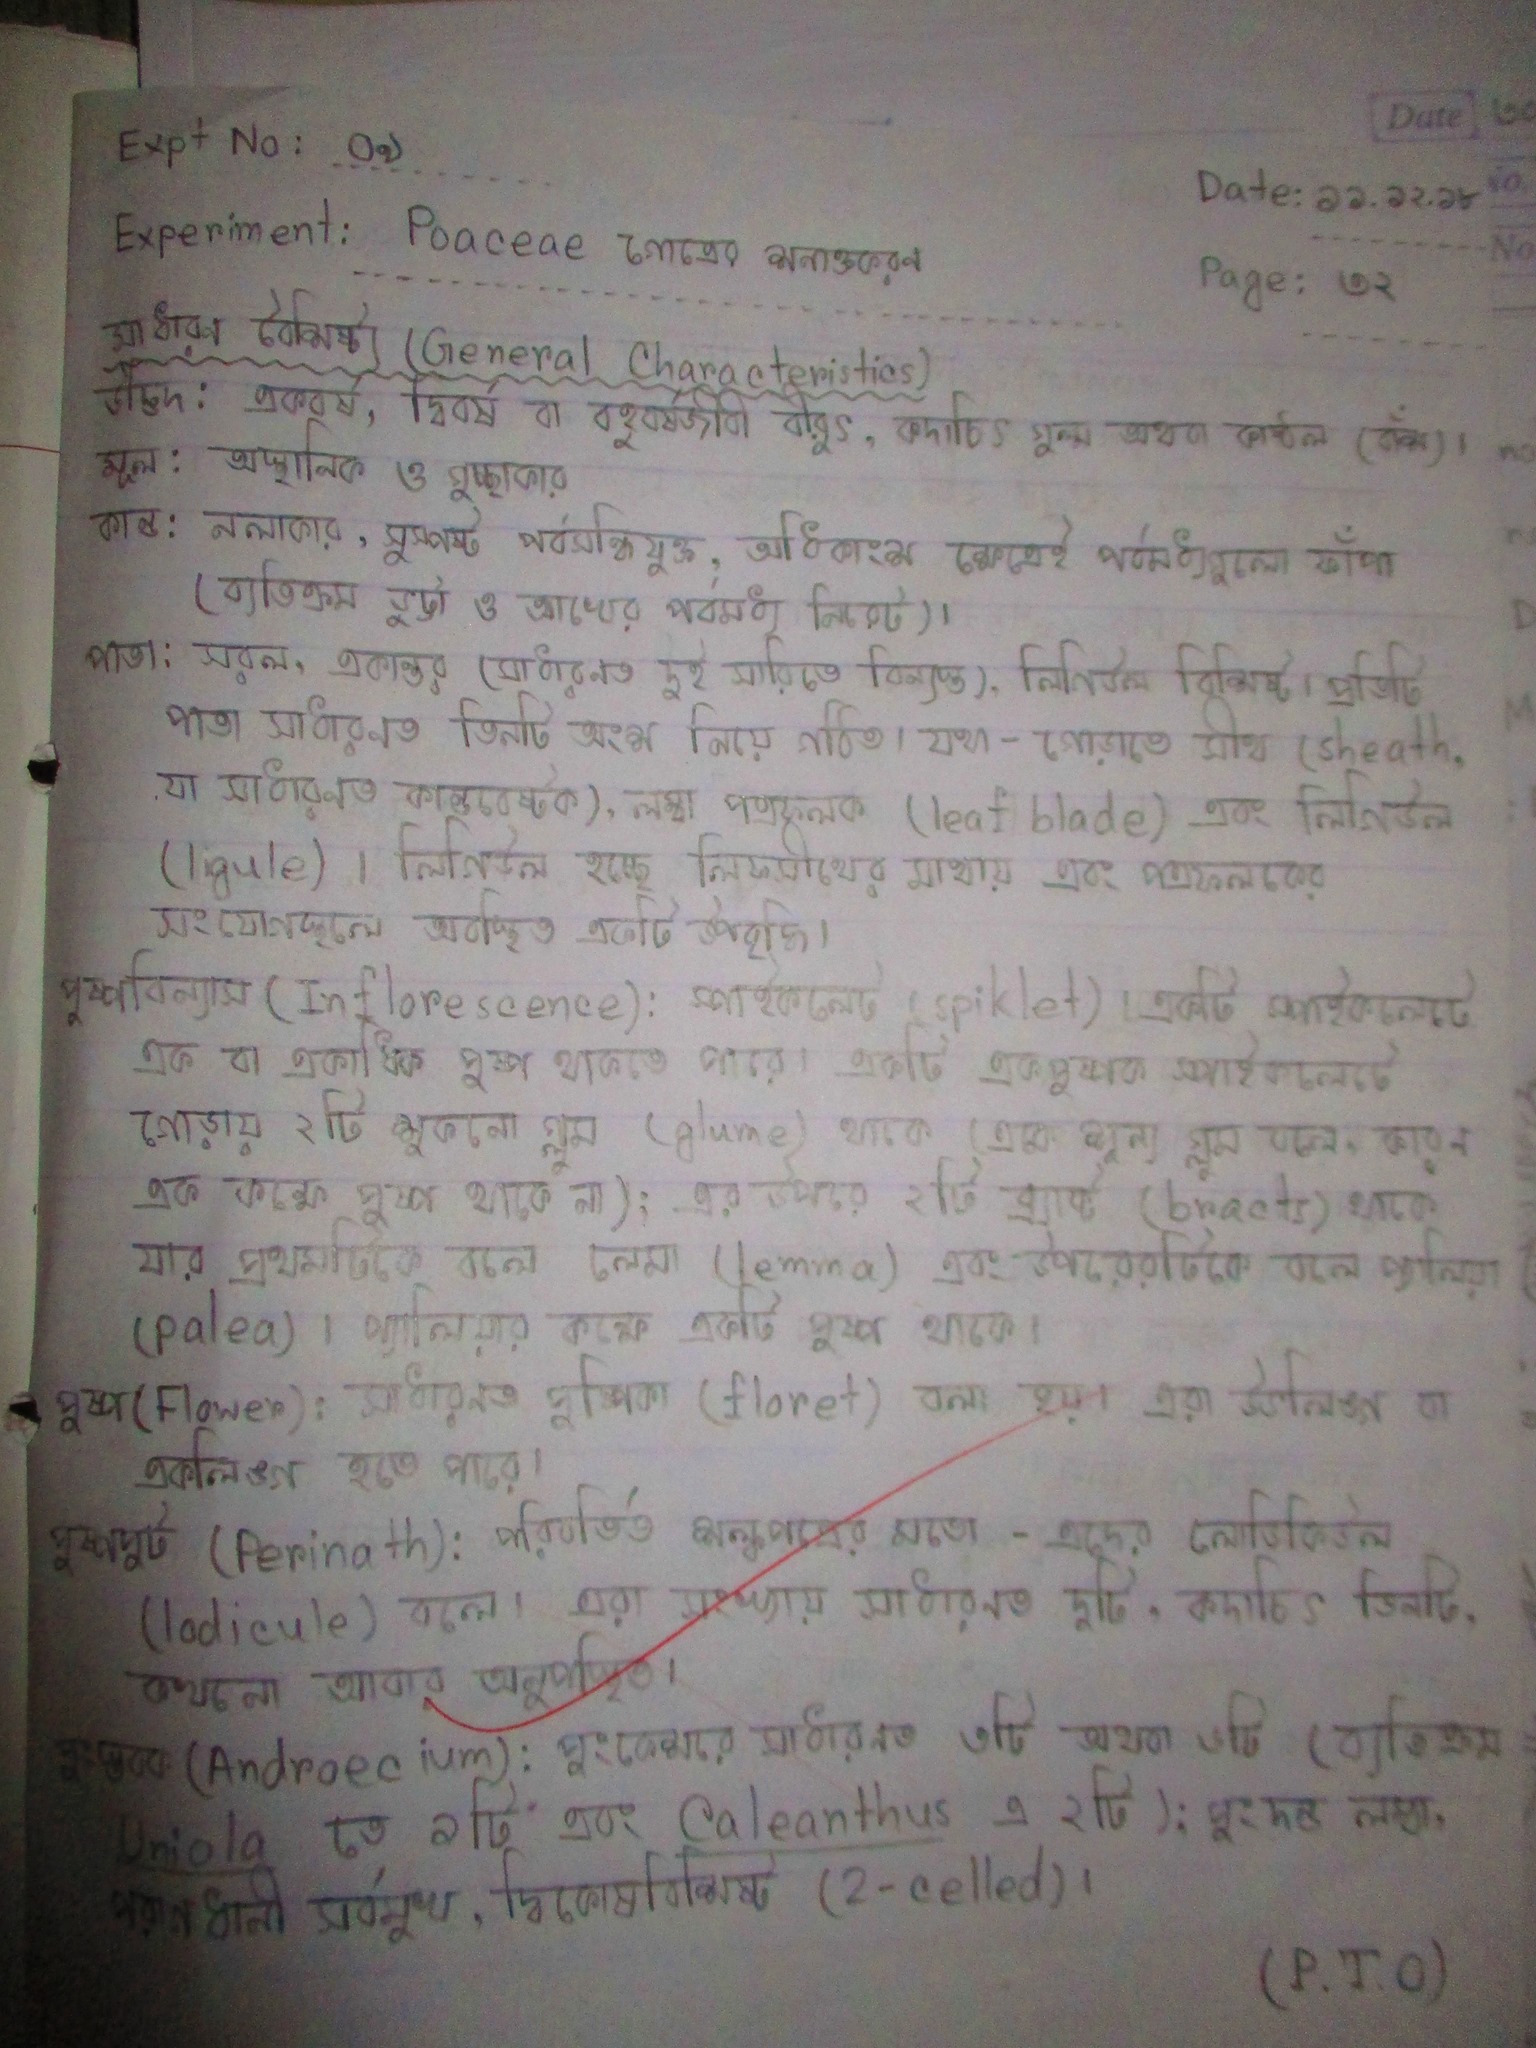 Date
Expt No: 0৯
Date: ১১.১২.১৮
Experiment: Poaceae গোত্রের শনাক্তকরণ
Page: ৩২
সাধারণ বৈশিষ্ট্য (General Characteristics)
উদ্ভিদ: একবর্ষ, দ্বিবর্ষ বা বহুবর্ষজীবী বীরুৎ, কদাচিৎ গুল্ম অথবা কাষ্ঠল (বাঁশ)।
মূল: অস্থানিক ও গুচ্ছাকার
কান্ড: নলাকার, সুস্পষ্ট পর্বসন্ধিযুক্ত, অধিকাংশ ক্ষেত্রেই পর্বমধ্যগুলো ফাঁপা
(ব্যতিক্রম ভুট্টা ও আখের পর্বমধ্য নিরেট)।
পাতা: সরল, একান্তর (সাধারণত দুই সারিতে বিন্যস্ত), লিগিউল বিশিষ্ট। প্রতিটি
পাতা সাধারণত তিনটি অংশ নিয়ে গঠিত। যথা - গোড়াতে সীথ (sheath,
যা সাধারণত কান্ডবেষ্টক), লম্বা পত্রফলক (leaf blade) এবং লিগিউল
(ligule)। লিগিউল হচ্ছে লিফসীথের মাথায় এবং পত্রফলকের
সংযোগস্থলে অবস্থিত একটি উপবৃদ্ধি।
পুষ্পবিন্যাস (Inflorescence): স্পাইকলেট (spiklet)। একটি স্পাইকলেটে
এক বা একাধিক পুষ্প থাকতে পারে। একটি একপুষ্পক স্পাইকলেটে
গোড়ায় ২টি শুকনো গ্লুম (glume) থাকে (একে শূন্য গ্লুম বলে, কারণ
এক কক্ষে পুষ্প থাকে না); এর উপরে ২টি ব্র্যাক্ট (bracts) থাকে
যার প্রথমটিকে বলে লেমা (lemma) এবং উপরেরটিকে বলে প্যালিয়া
(palea)। প্যালিয়ার কক্ষে একটি পুষ্প থাকে।
পুষ্প (Flower): সাধারণত পুষ্পিকা (floret) বলা হয়। এরা উভলিঙ্গ বা
একলিঙ্গ হতে পারে।
পুষ্পপুট (Perinath): পরিবর্তিত শল্কপত্রের মতো - এদের লোডিকিউল
(lodicule) বলে। এরা সংখ্যায় সাধারণত দুটি, কদাচিৎ তিনটি,
কখনো আবার অনুপস্থিত।
পুংস্তবক (Androecium): পুংকেশরে সাধারণত ৩টি অথবা ৬টি (ব্যতিক্রম
Uniola তে ১টি এবং Caleanthus এ ২টি); পুংদন্ড লম্বা,
পরাগধানী সর্বমুখ, দ্বিকোষবিশিষ্ট (2-celled)।
(P.T.O)